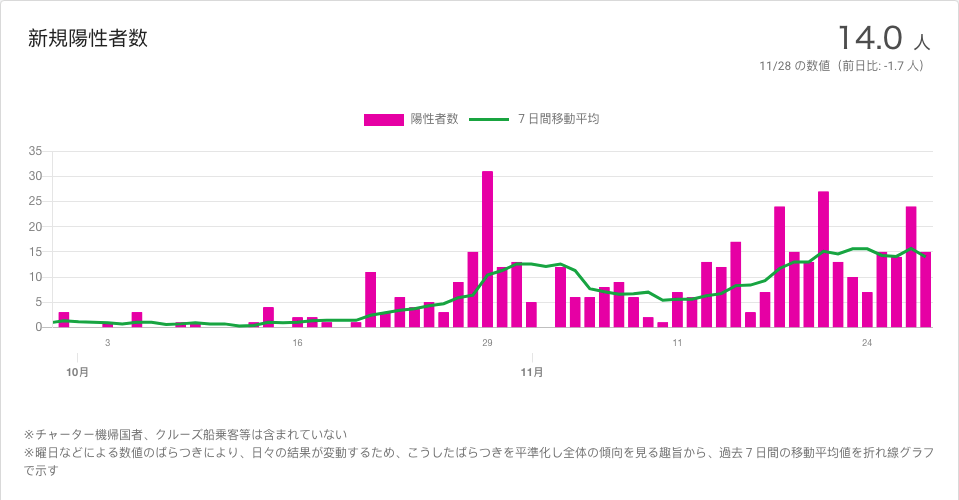 新規陽性者数
14.0 人
11/28 の数値（前日比: -1.7 人）
陽性者数 7 日間移動平均
35
30
25
20
15
10
5
0
3 16 29 11 24
10月 11月
※チャーター機帰国者、クルーズ船乗客等は含まれていない
※曜日などによる数値のばらつきにより、日々の結果が変動するため、こうしたばらつきを平準化し全体の傾向を見る趣旨から、過去 7 日間の移動平均値を折れ線グラフ
で示す